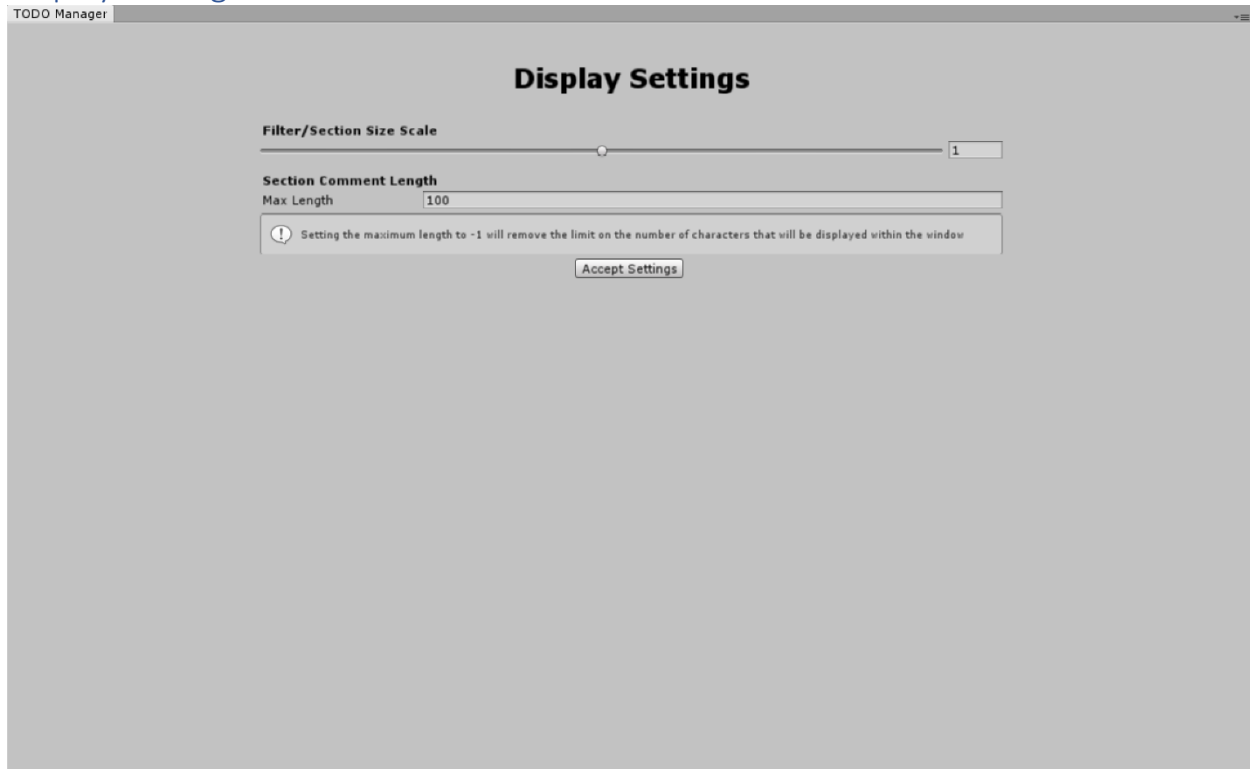 TODO Manager
Display Settings
Filter/Section Size Scale
1
Section Comment Length
Max Length 100
Setting the maximum length to -1 will remove the limit on the number of characters that will be displayed within the window
Accept Settings